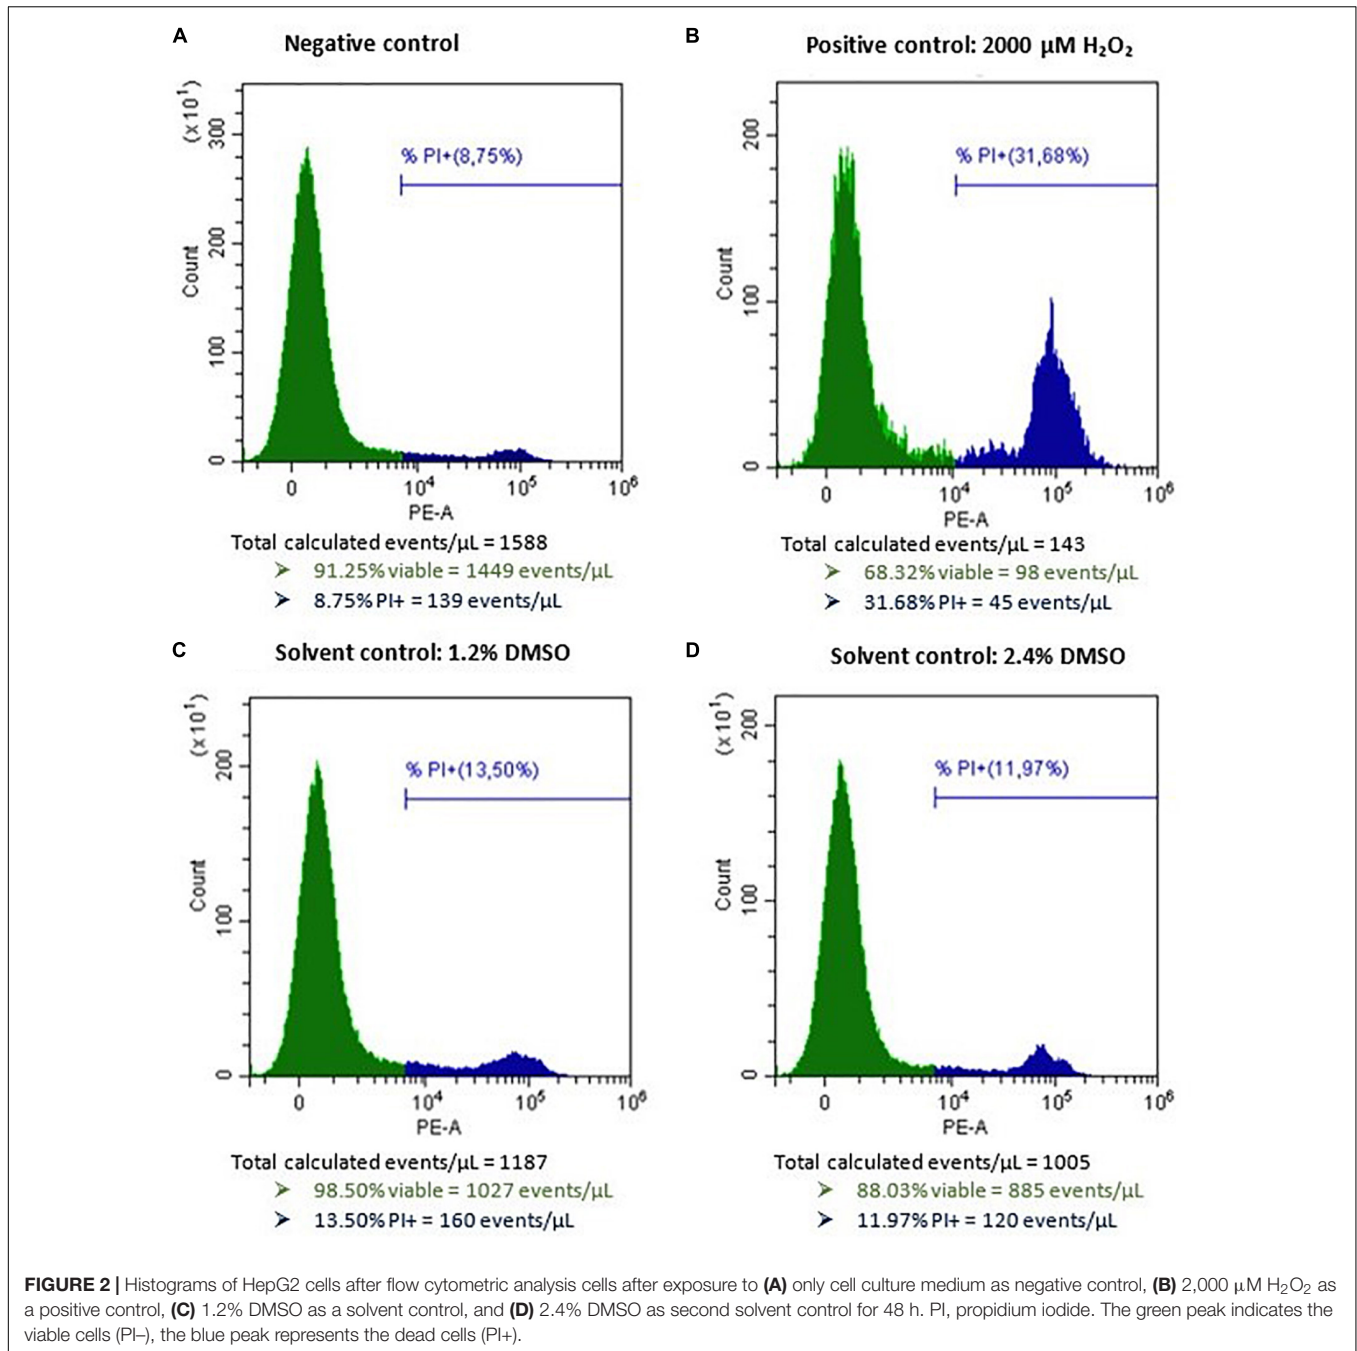 A
Negative control
(x 10¹)
300
200
100
0
Count
% PI+(8,75%)
0
10⁴
10⁵
10⁶
PE-A
Total calculated events/µL = 1588
➢ 91.25% viable = 1449 events/µL
➢ 8.75% PI+ = 139 events/µL
B
Positive control: 2000 µM H₂O₂
200
100
0
Count
% PI+(31,68%)
0
10⁴
10⁵
10⁶
PE-A
Total calculated events/µL = 143
➢ 68.32% viable = 98 events/µL
➢ 31.68% PI+ = 45 events/µL
C
Solvent control: 1.2% DMSO
(x 10¹)
200
100
0
Count
% PI+(13,50%)
0
10⁴
10⁵
10⁶
PE-A
Total calculated events/µL = 1187
➢ 98.50% viable = 1027 events/µL
➢ 13.50% PI+ = 160 events/µL
D
Solvent control: 2.4% DMSO
(x 10¹)
200
100
0
Count
% PI+(11,97%)
0
10⁴
10⁵
10⁶
PE-A
Total calculated events/µL = 1005
➢ 88.03% viable = 885 events/µL
➢ 11.97% PI+ = 120 events/µL
FIGURE 2 | Histograms of HepG2 cells after flow cytometric analysis cells after exposure to (A) only cell culture medium as negative control, (B) 2,000 µM H₂O₂ as
a positive control, (C) 1.2% DMSO as a solvent control, and (D) 2.4% DMSO as second solvent control for 48 h. PI, propidium iodide. The green peak indicates the
viable cells (PI–), the blue peak represents the dead cells (PI+).